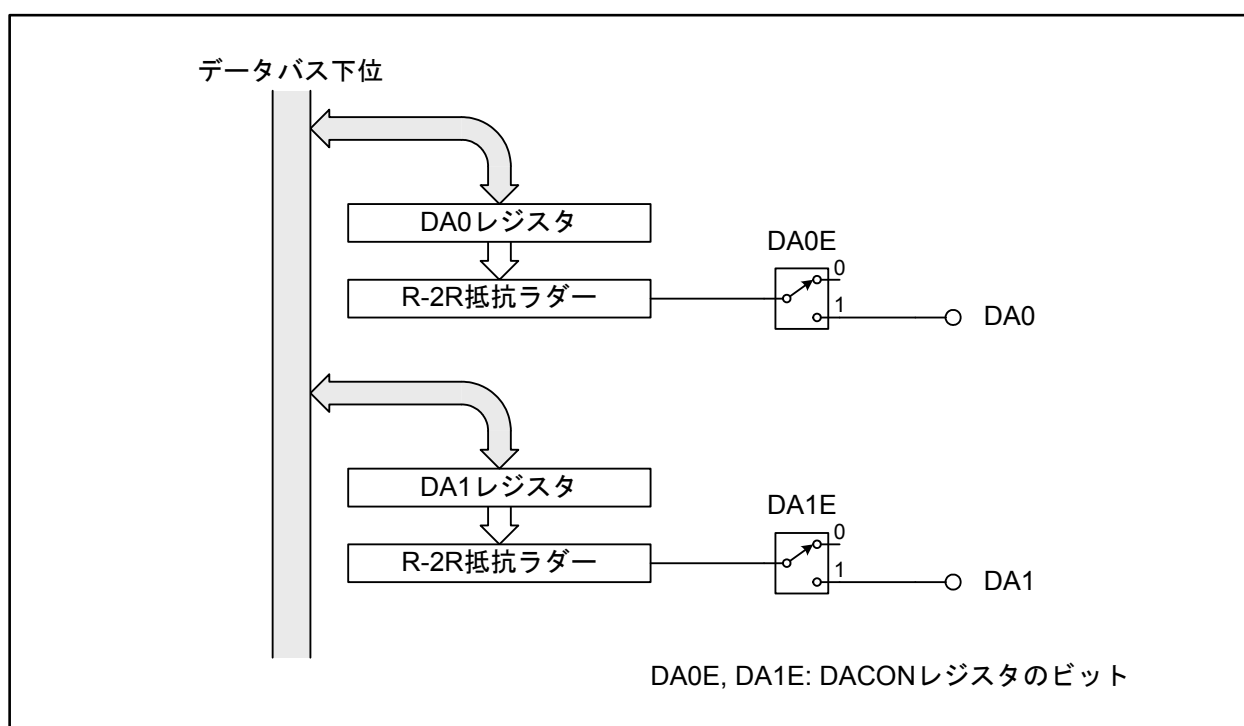 データバス下位
DA0レジスタ
DA0E
0
R-2R抵抗ラダー
1
DA0
DA1レジスタ
DA1E
0
R-2R抵抗ラダー
1
DA1
DA0E, DA1E: DACONレジスタのビット